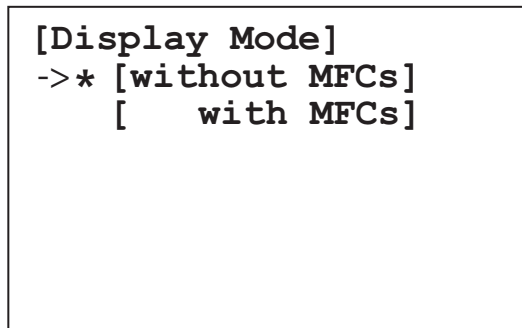 [Display Mode]
->* [without MFCs]
[   with MFCs]